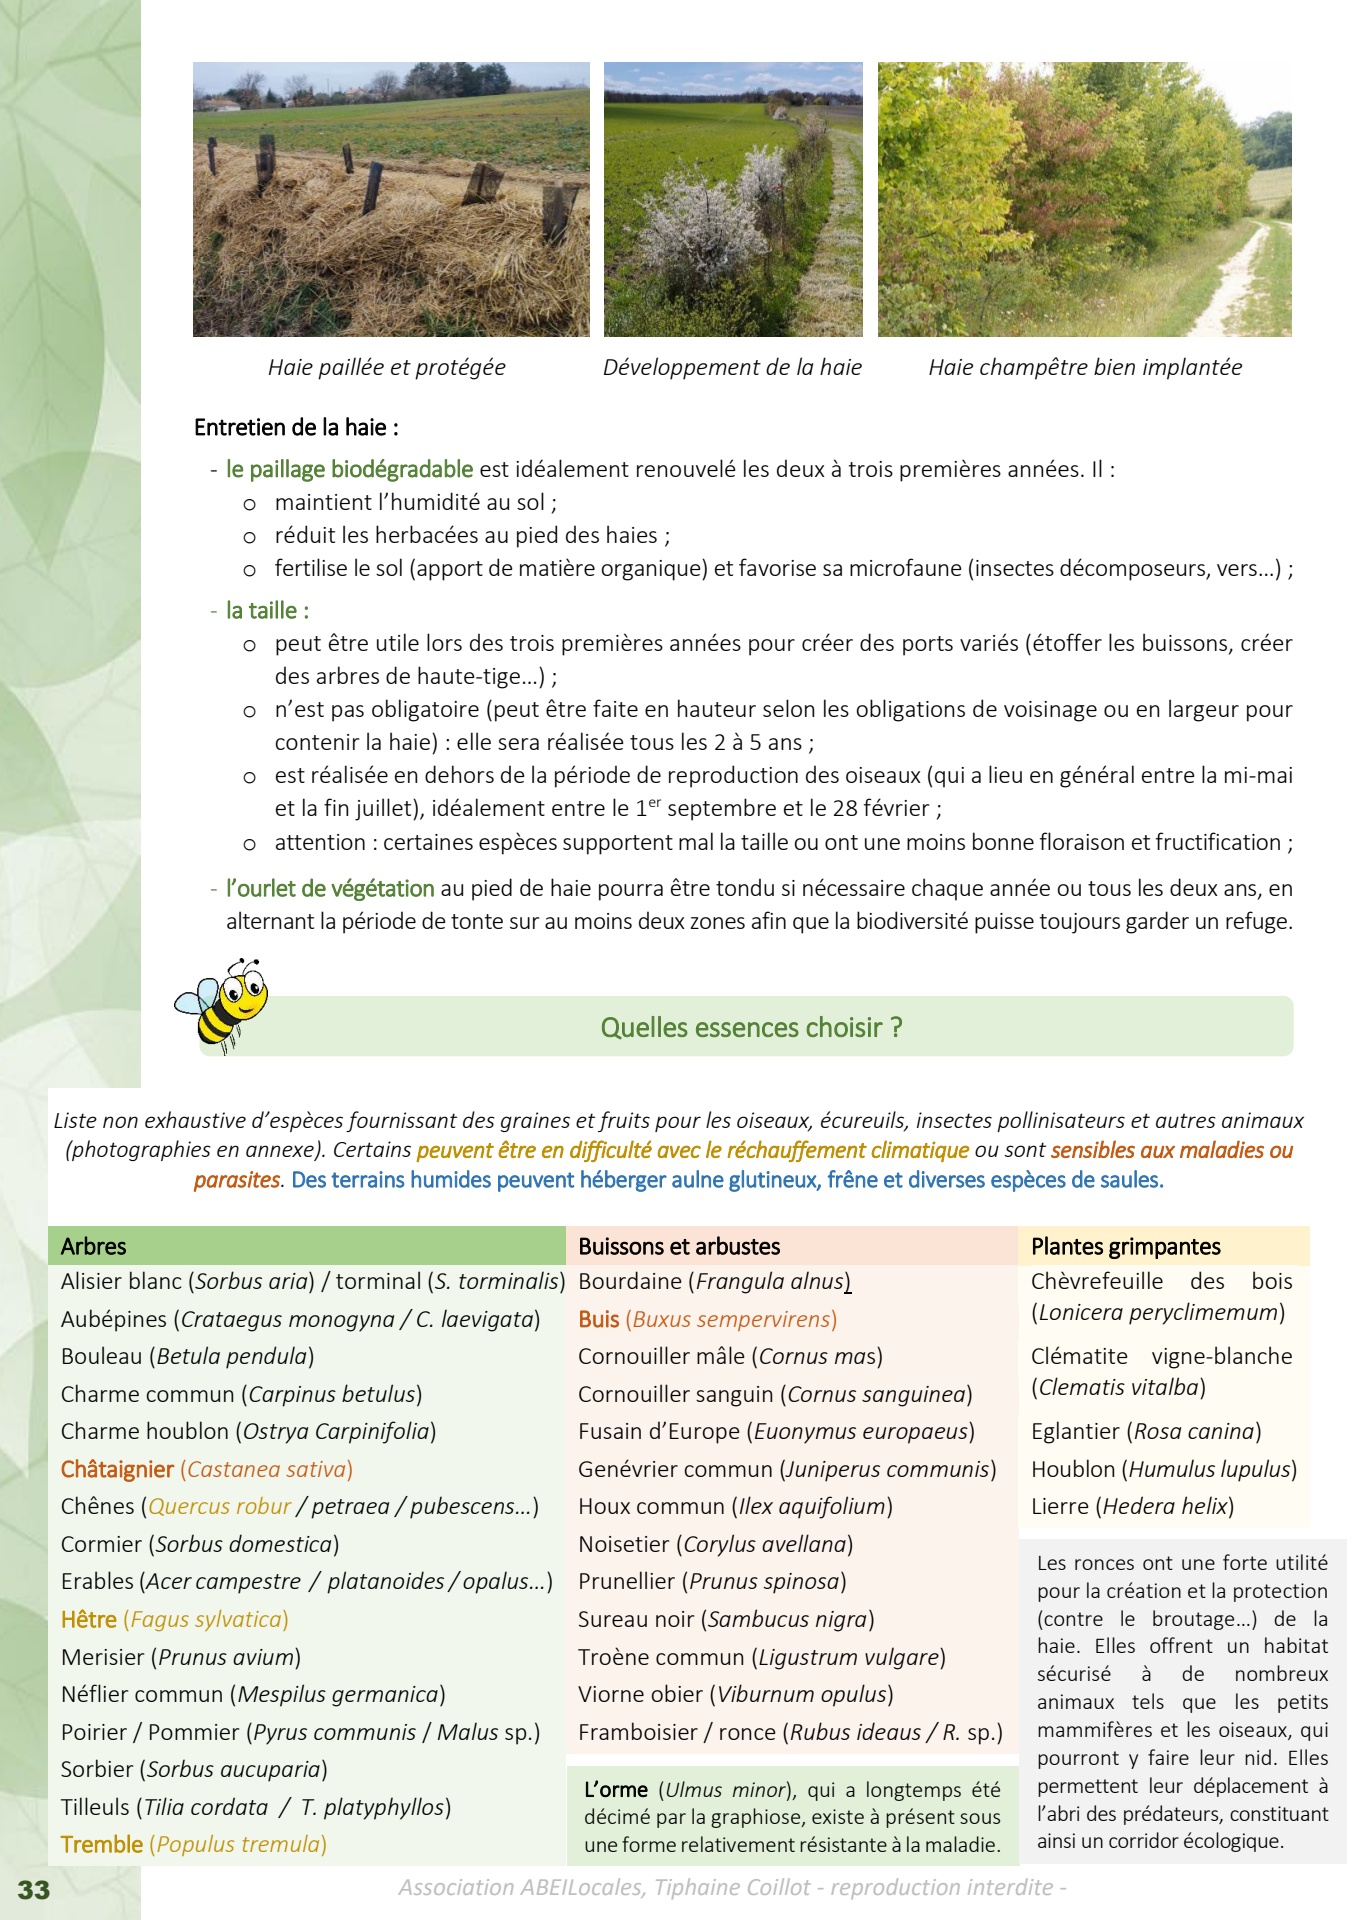 Haie paillée et protégée
Développement de la haie
Haie champêtre bien implantée
Entretien de la haie :
- le paillage biodégradable est idéalement renouvelé les deux à trois premières années. Il :
o maintient l’humidité au sol ;
o réduit les herbacées au pied des haies ;
o fertilise le sol (apport de matière organique) et favorise sa microfaune (insectes décomposeurs, vers…) ;
- la taille :
o peut être utile lors des trois premières années pour créer des ports variés (étoffer les buissons, créer
des arbres de haute-tige…) ;
o n’est pas obligatoire (peut être faite en hauteur selon les obligations de voisinage ou en largeur pour
contenir la haie) : elle sera réalisée tous les 2 à 5 ans ;
o est réalisée en dehors de la période de reproduction des oiseaux (qui a lieu en général entre la mi-mai
et la fin juillet), idéalement entre le 1er septembre et le 28 février ;
o attention : certaines espèces supportent mal la taille ou ont une moins bonne floraison et fructification ;
- l’ourlet de végétation au pied de haie pourra être tondu si nécessaire chaque année ou tous les deux ans, en
alternant la période de tonte sur au moins deux zones afin que la biodiversité puisse toujours garder un refuge.
Quelles essences choisir ?
Liste non exhaustive d’espèces fournissant des graines et fruits pour les oiseaux, écureuils, insectes pollinisateurs et autres animaux
(photographies en annexe). Certains peuvent être en difficulté avec le réchauffement climatique ou sont sensibles aux maladies ou
parasites. Des terrains humides peuvent héberger aulne glutineux, frêne et diverses espèces de saules.
Arbres
Alisier blanc (Sorbus aria) / torminal (S. torminalis)
Aubépines (Crataegus monogyna / C. laevigata)
Bouleau (Betula pendula)
Charme commun (Carpinus betulus)
Charme houblon (Ostrya Carpinifolia)
Châtaignier (Castanea sativa)
Chênes (Quercus robur / petraea / pubescens…)
Cormier (Sorbus domestica)
Erables (Acer campestre / platanoides / opalus…)
Hêtre (Fagus sylvatica)
Merisier (Prunus avium)
Néflier commun (Mespilus germanica)
Poirier / Pommier (Pyrus communis / Malus sp.)
Sorbier (Sorbus aucuparia)
Tilleuls (Tilia cordata / T. platyphyllos)
Tremble (Populus tremula)
Buissons et arbustes
Bourdaine (Frangula alnus)
Buis (Buxus sempervirens)
Cornouiller mâle (Cornus mas)
Cornouiller sanguin (Cornus sanguinea)
Fusain d’Europe (Euonymus europaeus)
Genévrier commun (Juniperus communis)
Houx commun (Ilex aquifolium)
Noisetier (Corylus avellana)
Prunellier (Prunus spinosa)
Sureau noir (Sambucus nigra)
Troène commun (Ligustrum vulgare)
Viorne obier (Viburnum opulus)
Framboisier / ronce (Rubus ideaus / R. sp.)
L’orme (Ulmus minor), qui a longtemps été
décimé par la graphiose, existe à présent sous
une forme relativement résistante à la maladie.
Plantes grimpantes
Chèvrefeuille des bois
(Lonicera peryclimemum)
Clématite vigne-blanche
(Clematis vitalba)
Eglantier (Rosa canina)
Houblon (Humulus lupulus)
Lierre (Hedera helix)
Les ronces ont une forte utilité
pour la création et la protection
(contre le broutage…) de la
haie. Elles offrent un habitat
sécurisé à de nombreux
animaux tels que les petits
mammifères et les oiseaux, qui
pourront y faire leur nid. Elles
permettent leur déplacement à
l’abri des prédateurs, constituant
ainsi un corridor écologique.
33
Association ABEILocales, Tiphaine Coillot - reproduction interdite -